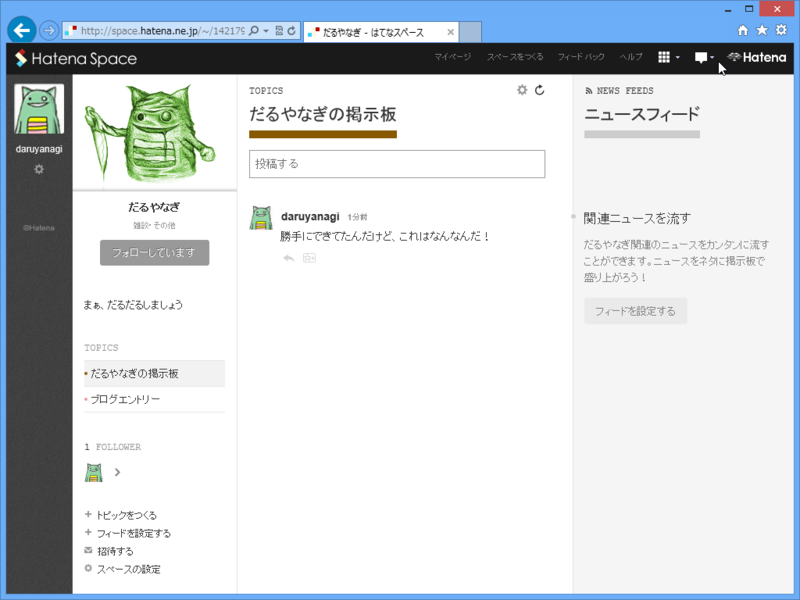 http://space.hatena.ne.jp/~/14217
だるやなぎ - はてなスペース
Hatena Space
マイページ スペースをつくる フィードバック ヘルプ Hatena
daruyanagi
©Hatena
だるやなぎ
雑談・その他
フォローしています
まぁ、だるだるしましょう
TOPICS
だるやなぎの掲示板
ブログエントリー
1 FOLLOWER
トピックをつくる
フィードを設定する
招待する
スペースの設定
TOPICS
だるやなぎの掲示板
投稿する
daruyanagi 1分前
勝手にできてたんだけど、これはなんなんだ！
NEWS FEEDS
ニュースフィード
関連ニュースを流す
だるやなぎ関連のニュースをカンタンに流す
ことができます。ニュースをネタに掲示板で
盛り上がろう！
フィードを設定する